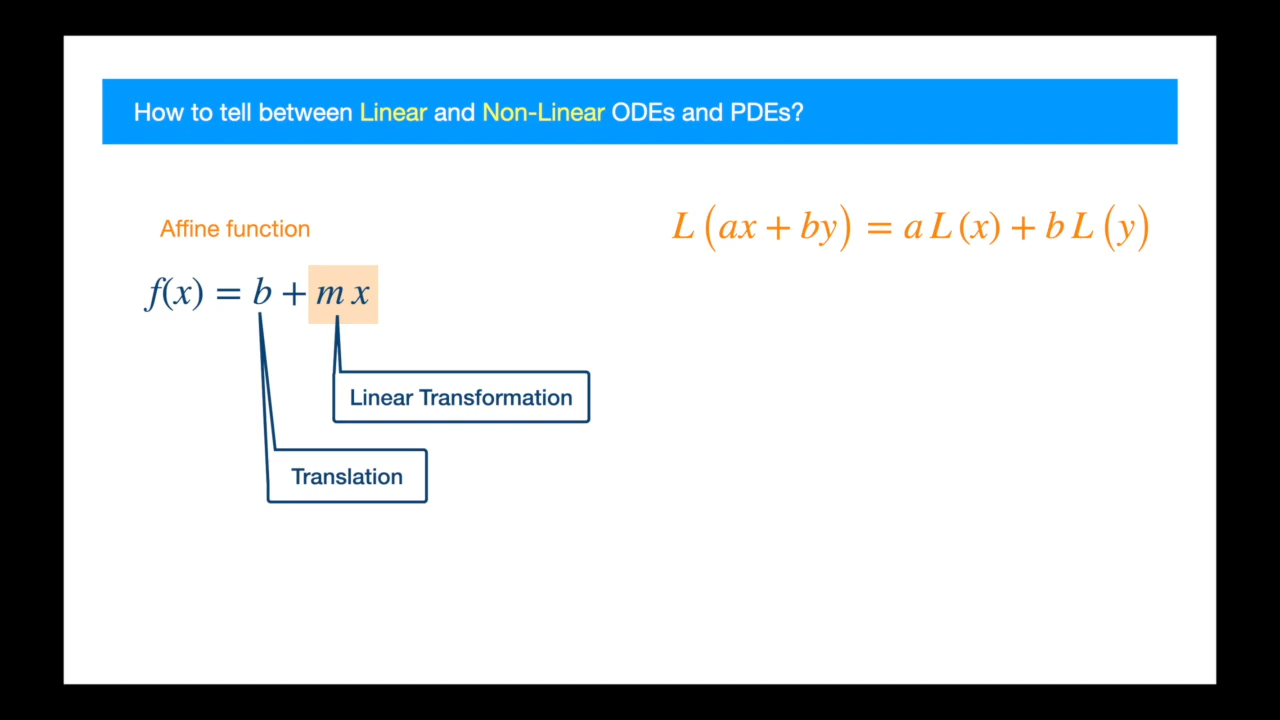 How to tell between Linear and Non-Linear ODEs and PDEs?
Affine function
L(ax + by) = a L(x) + b L(y)
f(x) = b + m x
Linear Transformation
Translation